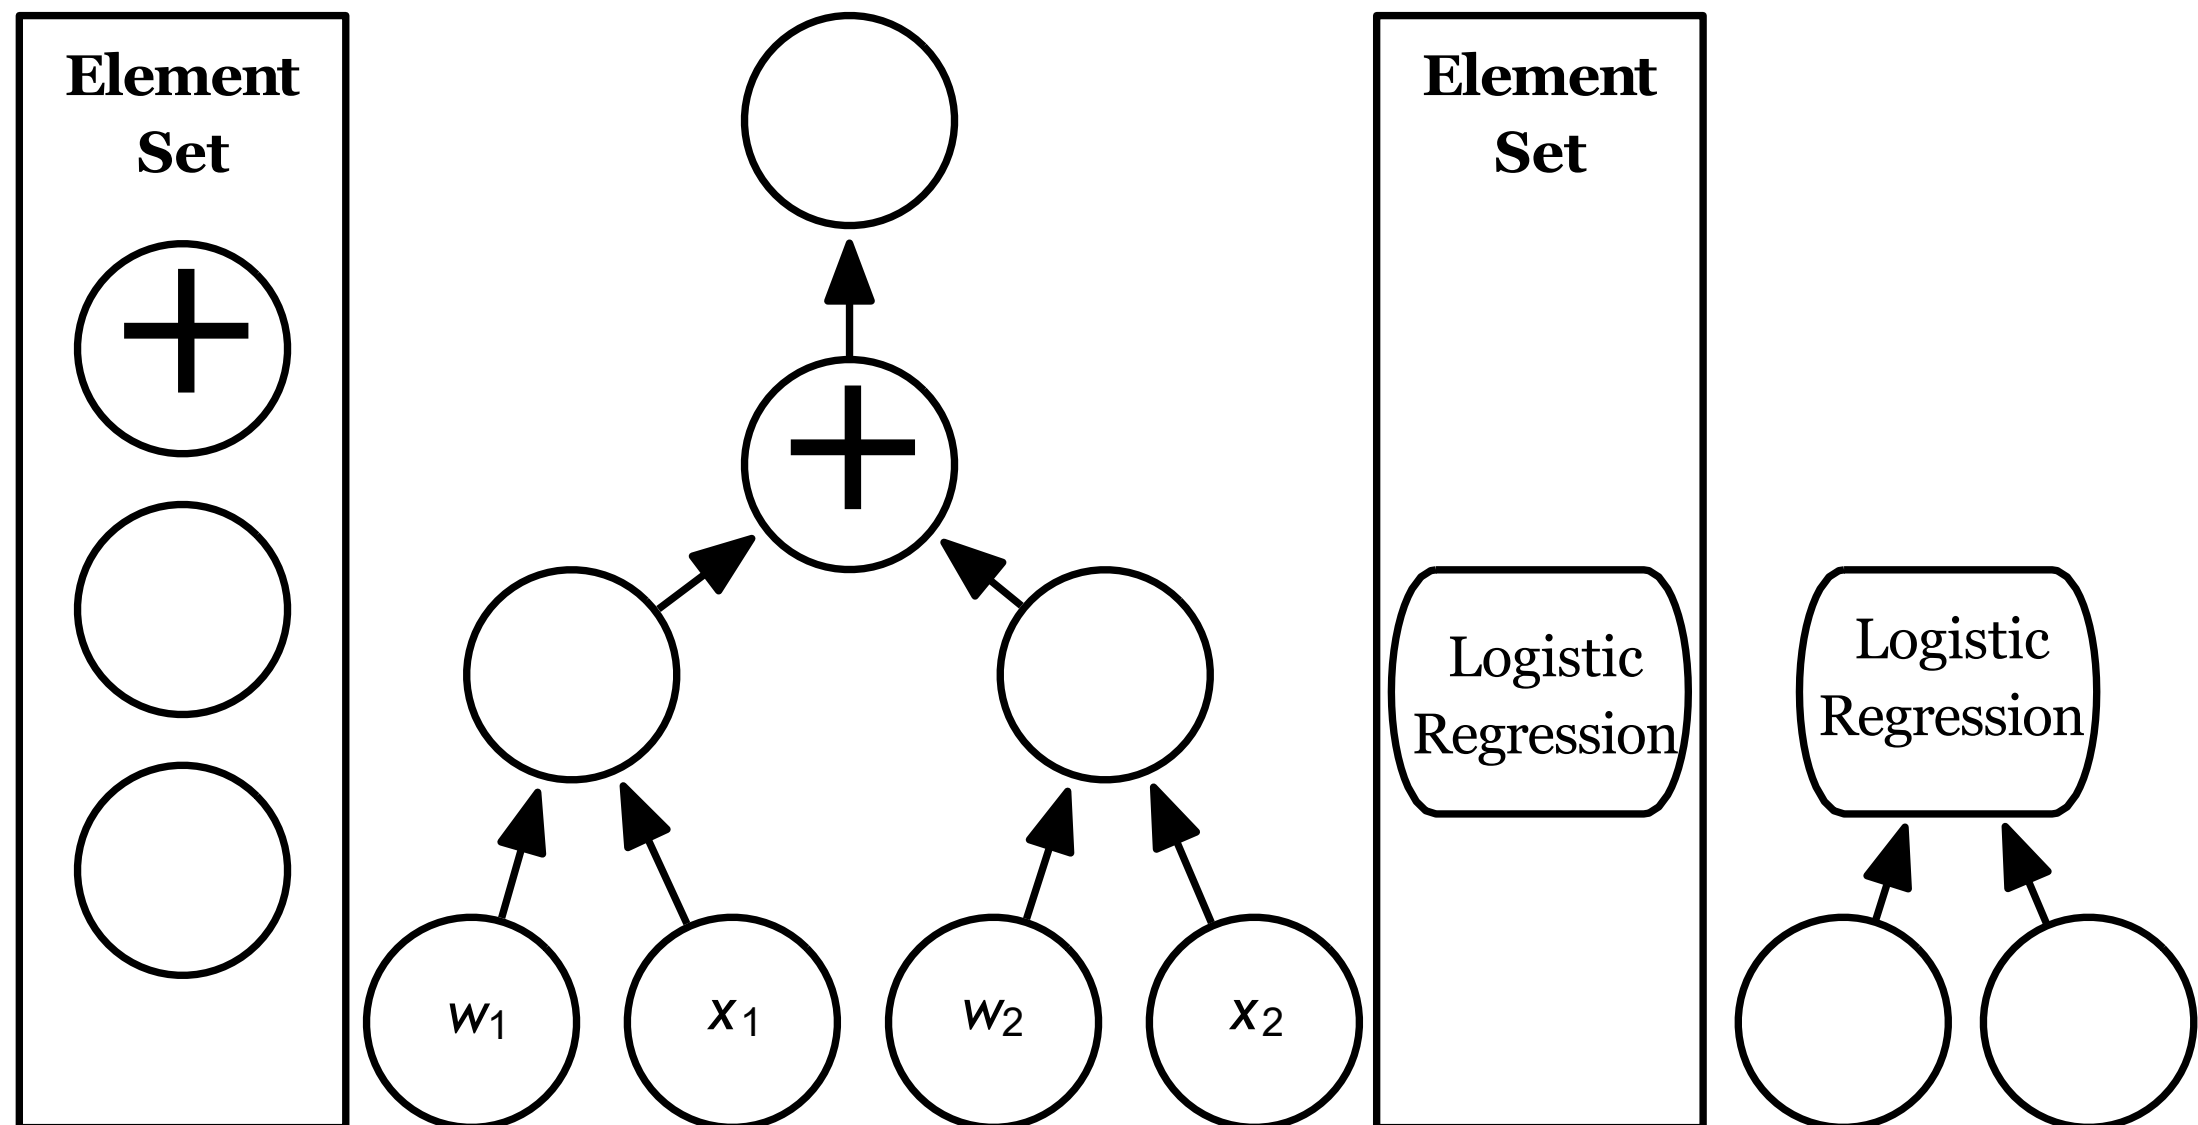 Element
Set
+
+
w1
x1
w2
x2
Element
Set
Logistic
Regression
Logistic
Regression